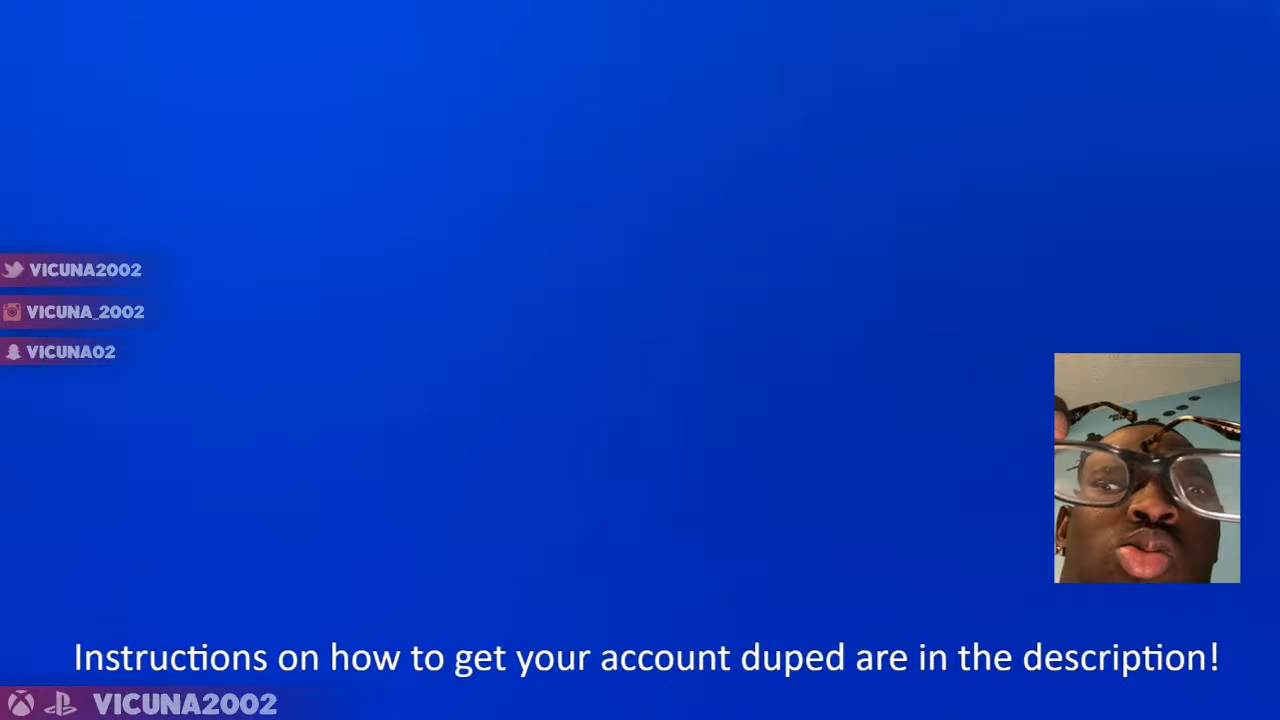 VICUNA2002
VICUNA_2002
VICUNA02
Instructions on how to get your account duped are in the description!
VICUNA2002